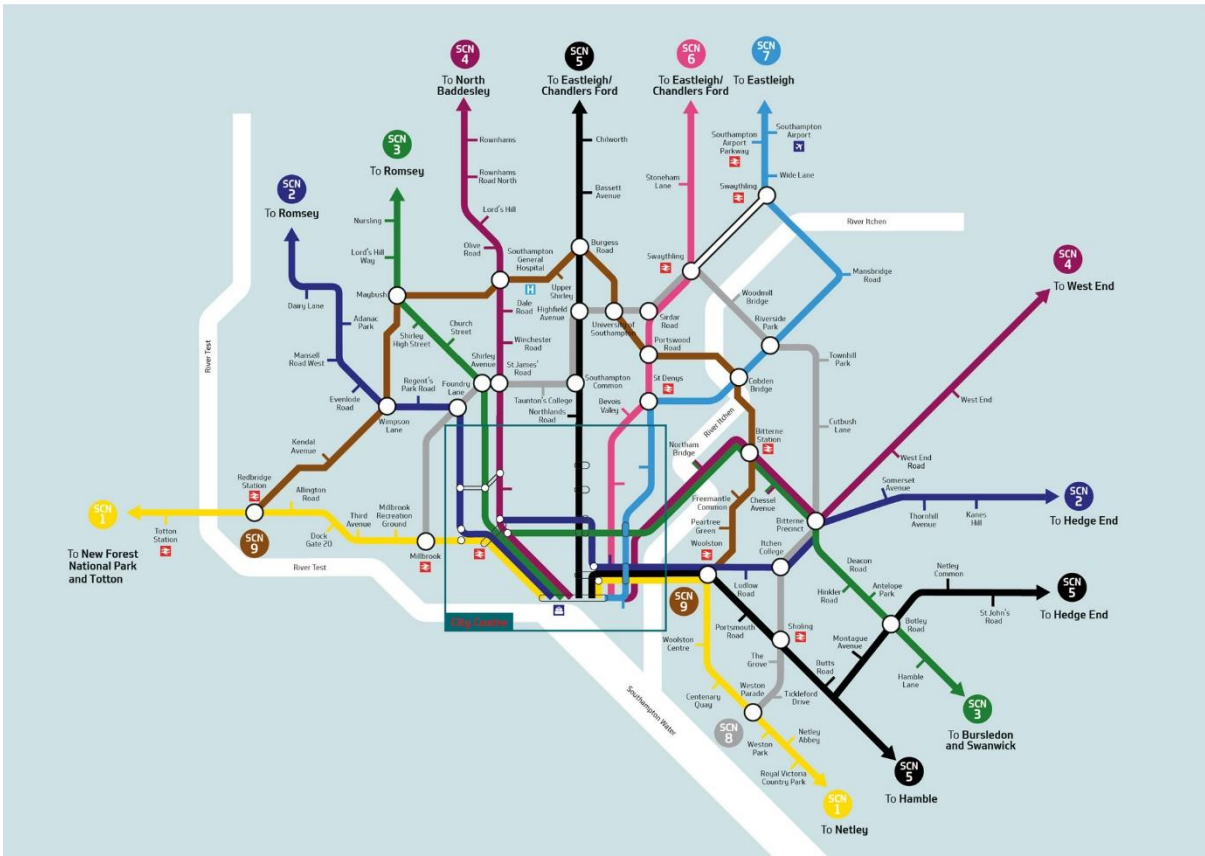 SCN
4
To North
Baddesley
SCN
5
To Eastleigh/
Chandlers Ford
SCN
6
To Eastleigh/
Chandlers Ford
SCN
7
To Eastleigh
SCN
3
To Romsey
SCN
2
To Romsey
Rownhams
Rownhams
Road North
Lord's Hill
Olive
Road
Chilworth
Bassett
Avenue
Stoneham
Lane
Southampton
Airport
Parkway
Southampton
Airport
Wide Lane
Swaythling
River Itchen
Nursling
Lord's Hill
Way
Maybush
Southampton
General
Hospital
H
Burgess
Road
Upper
Shirley
Swaythling
Mansbridge
Road
SCN
4
To West End
Dairy Lane
Adanac
Park
Mansell
Road West
Evenlode
Road
Wimpson
Lane
River Test
Church
Street
Shirley
High Street
Dale
Road
Winchester
Road
Highfield
Avenue
University of
Southampton
Sirdar
Road
Portswood
Road
Woodmill
Bridge
Riverside
Park
Townhill
Park
Regent's
Park Road
Foundry
Lane
Shirley
Avenue
St James'
Road
Taunton's College
Southampton
Common
Northlands
Road
Bevois
Valley
St Denys
Cobden
Bridge
River Itchen
Cutbush
Lane
West End
West End
Road
Kendal
Avenue
Redbridge
Station
Allington
Road
Third
Avenue
Millbrook
Recreation
Ground
Dock
Gate 20
Millbrook
SCN
1
Totton
Station
To New Forest
National Park
and Totton
SCN
9
River Test
City Centre
Northam
Bridge
Bitterne
Station
Chessel
Avenue
Freemantle
Common
Peartree
Green
Woolston
Bitterne
Precinct
Itchen
College
Somerset
Avenue
Thornhill
Avenue
Kanes
Hill
SCN
2
To Hedge End
SCN
9
Ludlow
Road
Deacon
Road
Hinkler
Road
Antelope
Park
Netley
Common
St John's
Road
SCN
5
To Hedge End
Botley
Road
Portsmouth
Road
Sholing
Montague
Avenue
Butts
Road
Hamble
Lane
SCN
3
To Bursledon
and Swanwick
Woolston
Centre
The
Grove
Weston
Parade
Tickleford
Drive
Centenary
Quay
SCN
8
Weston
Park
Netley
Abbey
Royal Victoria
Country Park
SCN
5
To Hamble
SCN
1
To Netley
Southampton Water